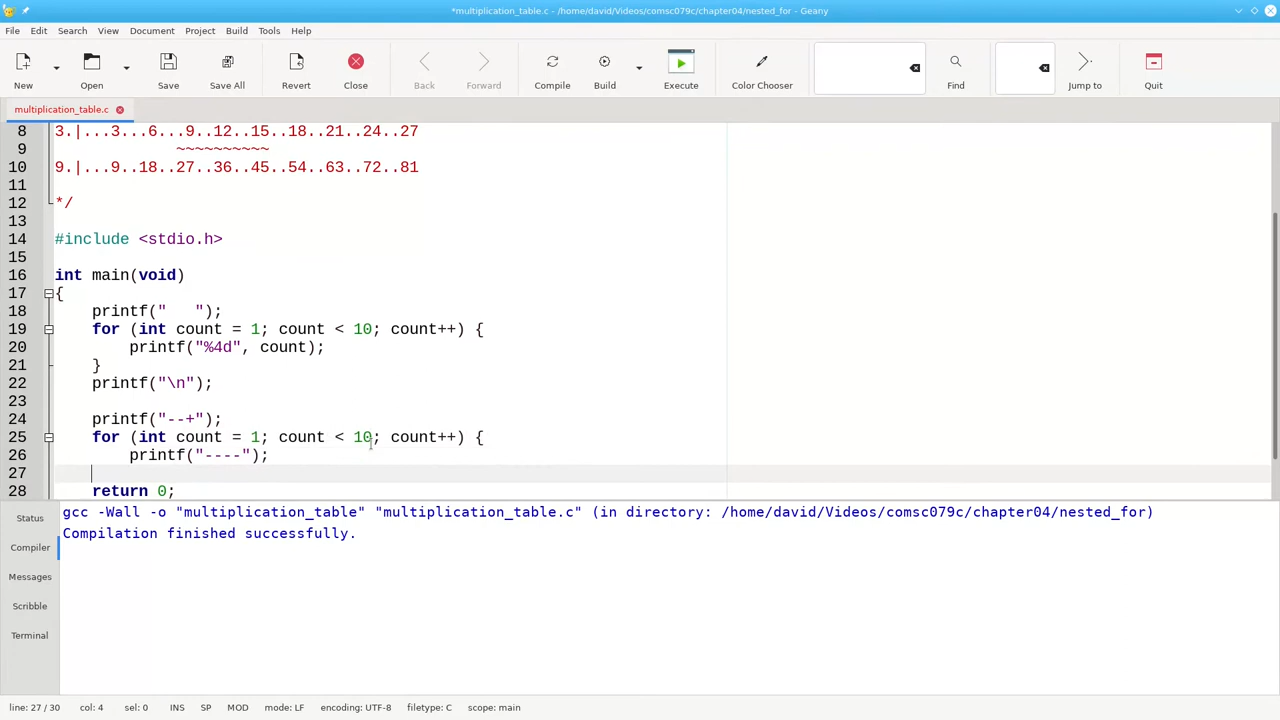 *multiplication_table.c - /home/david/Videos/comsc079c/chapter04/nested_for - Geany
File Edit Search View Document Project Build Tools Help
New Open Save Save All Revert Close Back Forward Compile Build Execute Color Chooser Find Jump to Quit
multiplication_table.c
8 3.|...3...6...9..12..15..18..21..24..27
9 ~~~~~~~~~~
10 9.|...9..18..27..36..45..54..63..72..81
11
12 */
13
14 #include <stdio.h>
15
16 int main(void)
17 {
18     printf("   ");
19     for (int count = 1; count < 10; count++) {
20         printf("%4d", count);
21     }
22     printf("\n");
23
24     printf("--+");
25     for (int count = 1; count < 10; count++) {
26         printf("----");
27
28     return 0;
Status
Compiler
Messages
Scribble
Terminal
gcc -Wall -o "multiplication_table" "multiplication_table.c" (in directory: /home/david/Videos/comsc079c/chapter04/nested_for)
Compilation finished successfully.
line: 27 / 30 col: 4 sel: 0 INS SP MOD mode: LF encoding: UTF-8 filetype: C scope: main